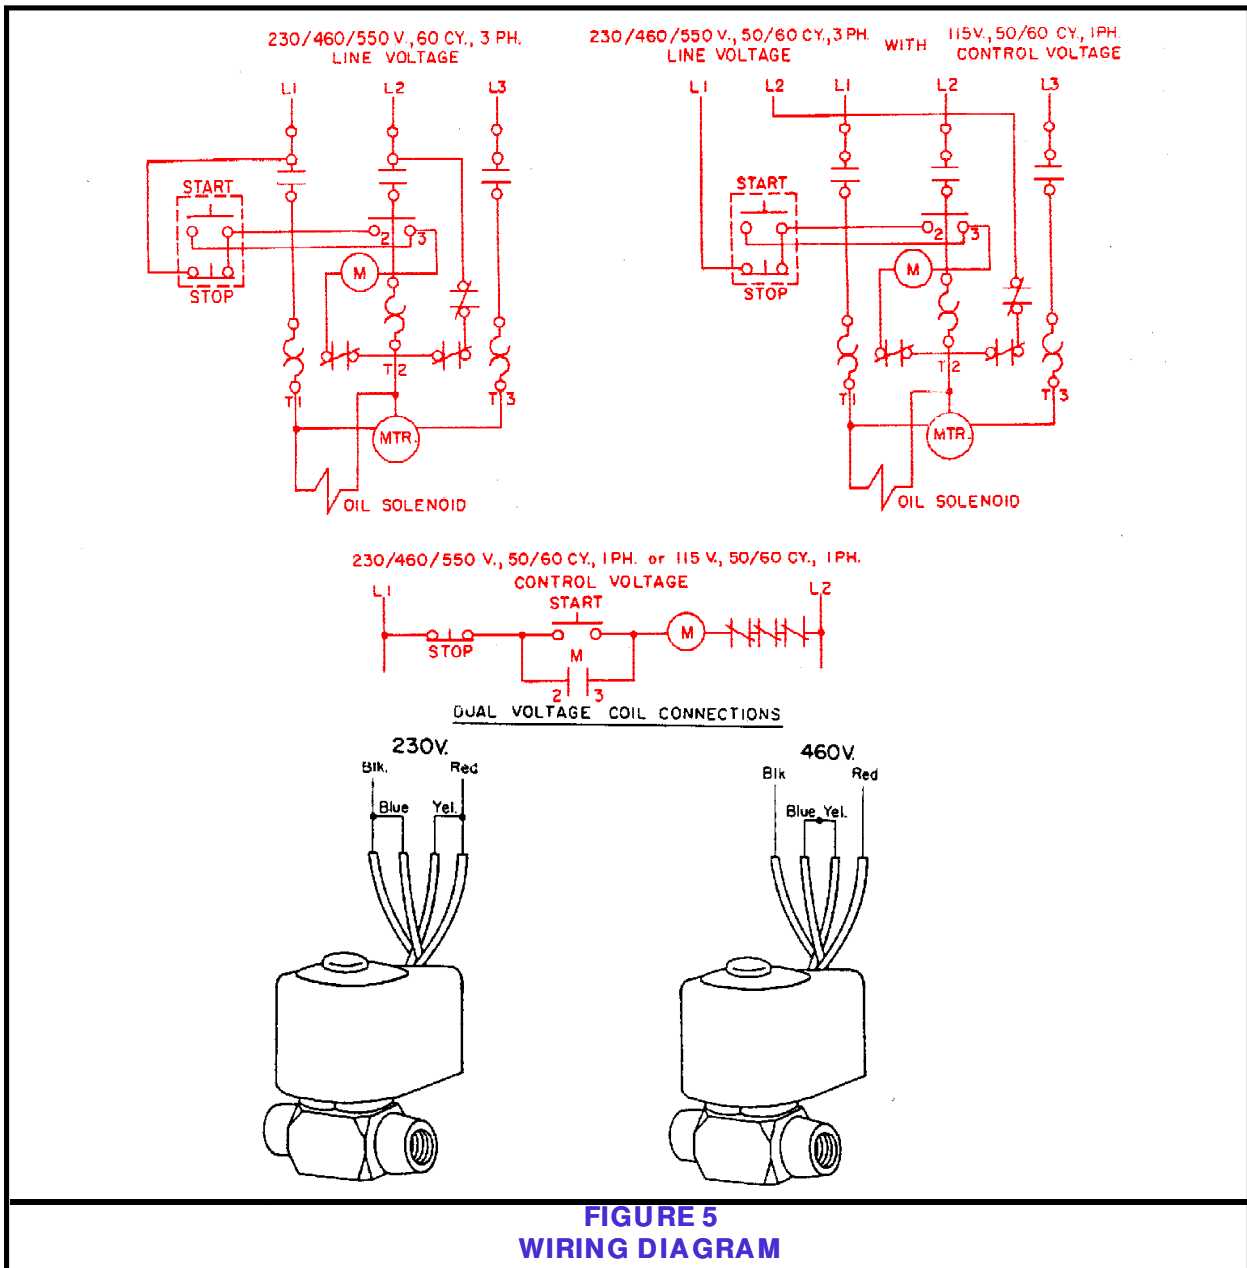 230/460/550 V., 60 CY., 3 PH.
LINE VOLTAGE
L1 L2 L3
START
2 3
M
STOP
T1 T2 T3
MTR.
OIL SOLENOID
230/460/550 V., 50/60 CY., 3 PH.
LINE VOLTAGE
WITH
115V., 50/60 CY., 1PH.
CONTROL VOLTAGE
L1 L2 L1 L2 L3
START
2 3
M
STOP
T1 T2 T3
MTR.
OIL SOLENOID
230/460/550 V., 50/60 CY., 1PH. or 115 V., 50/60 CY., 1PH.
CONTROL VOLTAGE
L1 L2
START
STOP
M
M
2 3
DUAL VOLTAGE COIL CONNECTIONS
230V.
Blk. Red
Blue Yel.
460V.
Blk Red
Blue Yel.
FIGURE 5
WIRING DIAGRAM